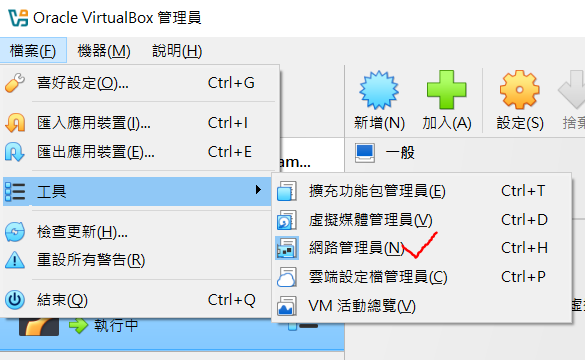 Oracle VirtualBox 管理員
檔案(F) 機器(M) 說明(H)
喜好設定(O)... Ctrl+G
匯入應用裝置(I)... Ctrl+I
匯出應用裝置(E)... Ctrl+E
工具
檢查更新(H)...
重設所有警告(R)
結束(Q) Ctrl+Q
執行中
新增(N) 加入(A) 設定(S) 捨棄
一般
am...
擴充功能包管理員(E) Ctrl+T
虛擬媒體管理員(V) Ctrl+D
網路管理員(N) Ctrl+H
雲端設定檔管理員(C) Ctrl+P
VM 活動總覽(V)